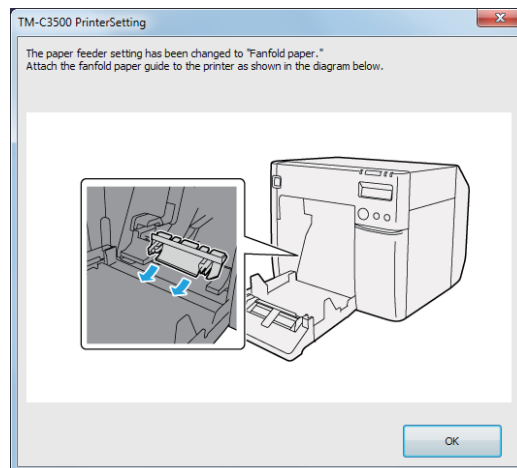 TM-C3500 PrinterSetting
The paper feeder setting has been changed to "Fanfold paper."
Attach the fanfold paper guide to the printer as shown in the diagram below.
OK